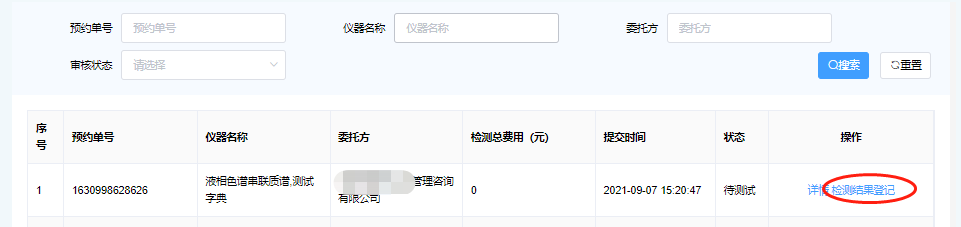 预约单号 预约单号 仪器名称 仪器名称 委托方 委托方
审核状态 请选择 搜索 重置
序号 预约单号 仪器名称 委托方 检测总费用（元） 提交时间 状态 操作
1 1630998628626 液相色谱串联质谱,测试字典 管理咨询有限公司 0 2021-09-07 15:20:47 待测试 详情 检测结果登记